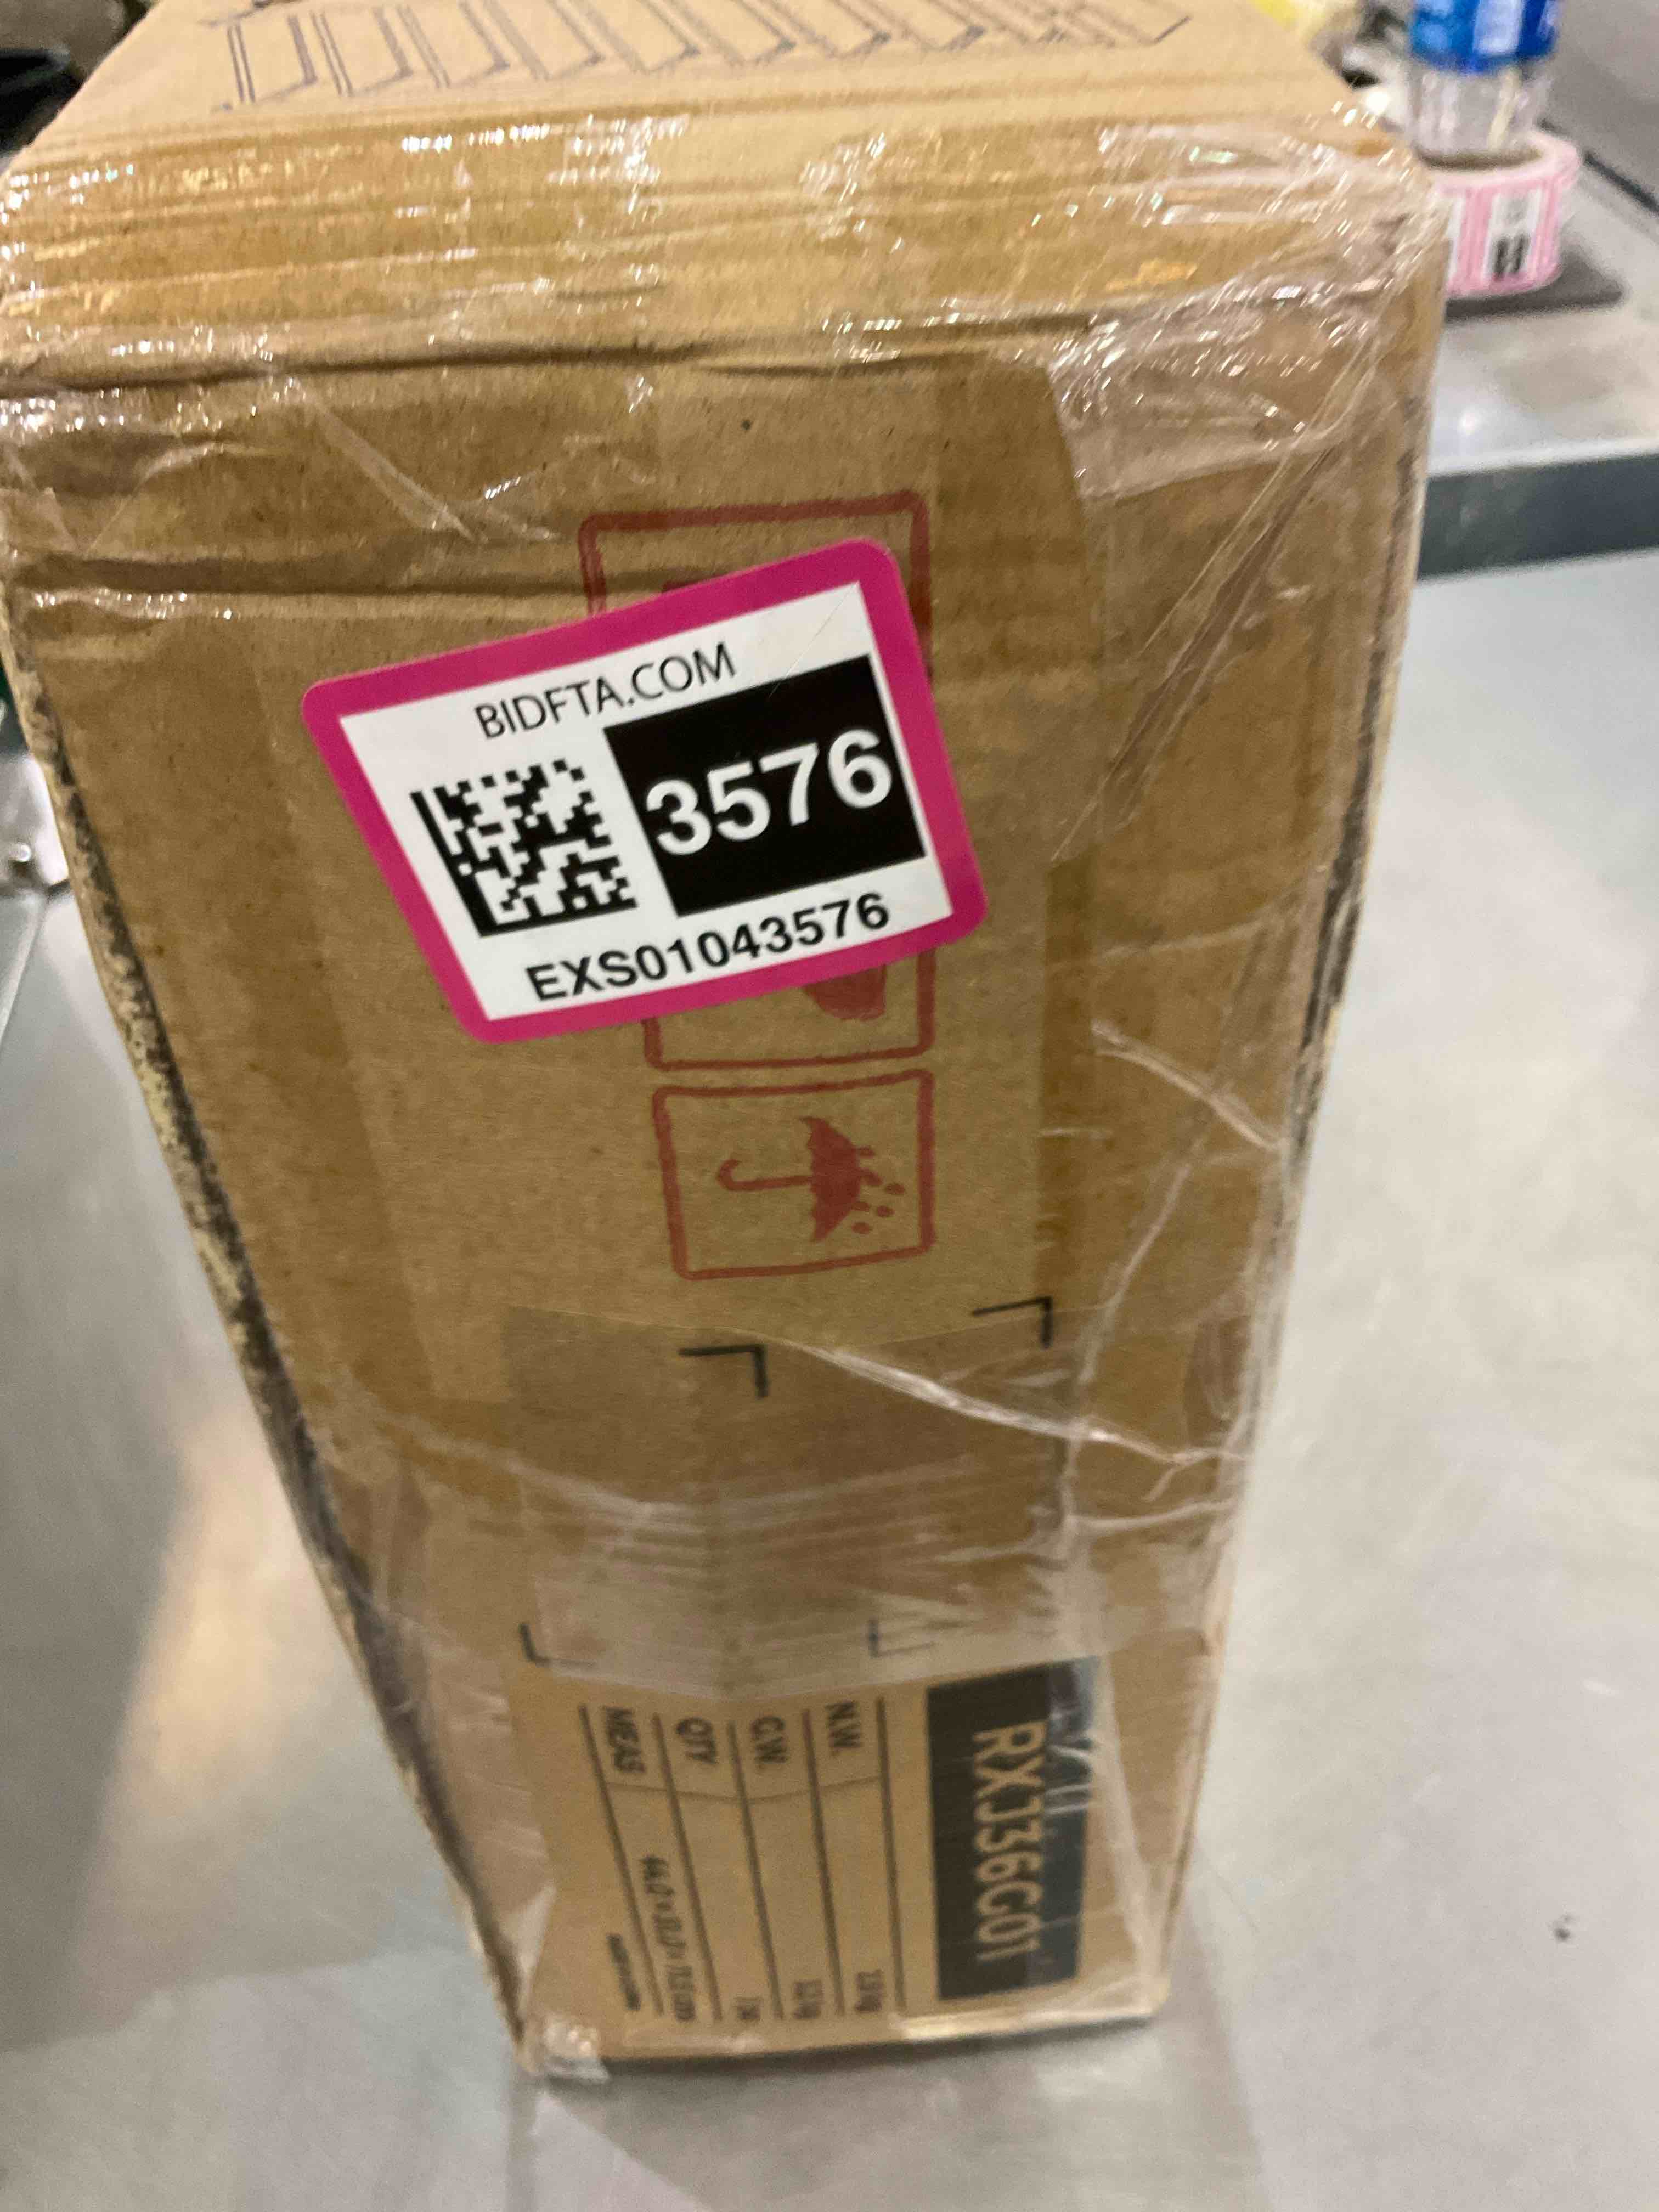 BIDFTA.COM
3576
EXS01043576
RXJ36G01
N.W.
G.W.
QTY
MEAS